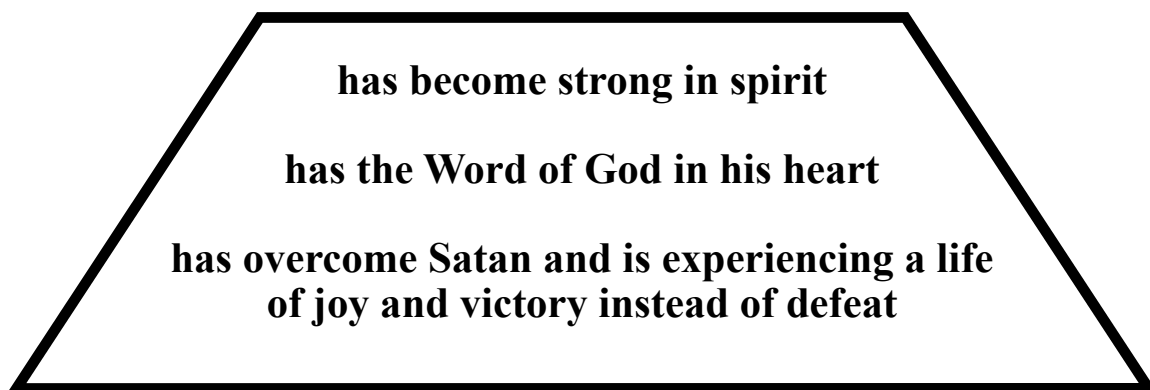 has become strong in spirit
has the Word of God in his heart
has overcome Satan and is experiencing a life
of joy and victory instead of defeat